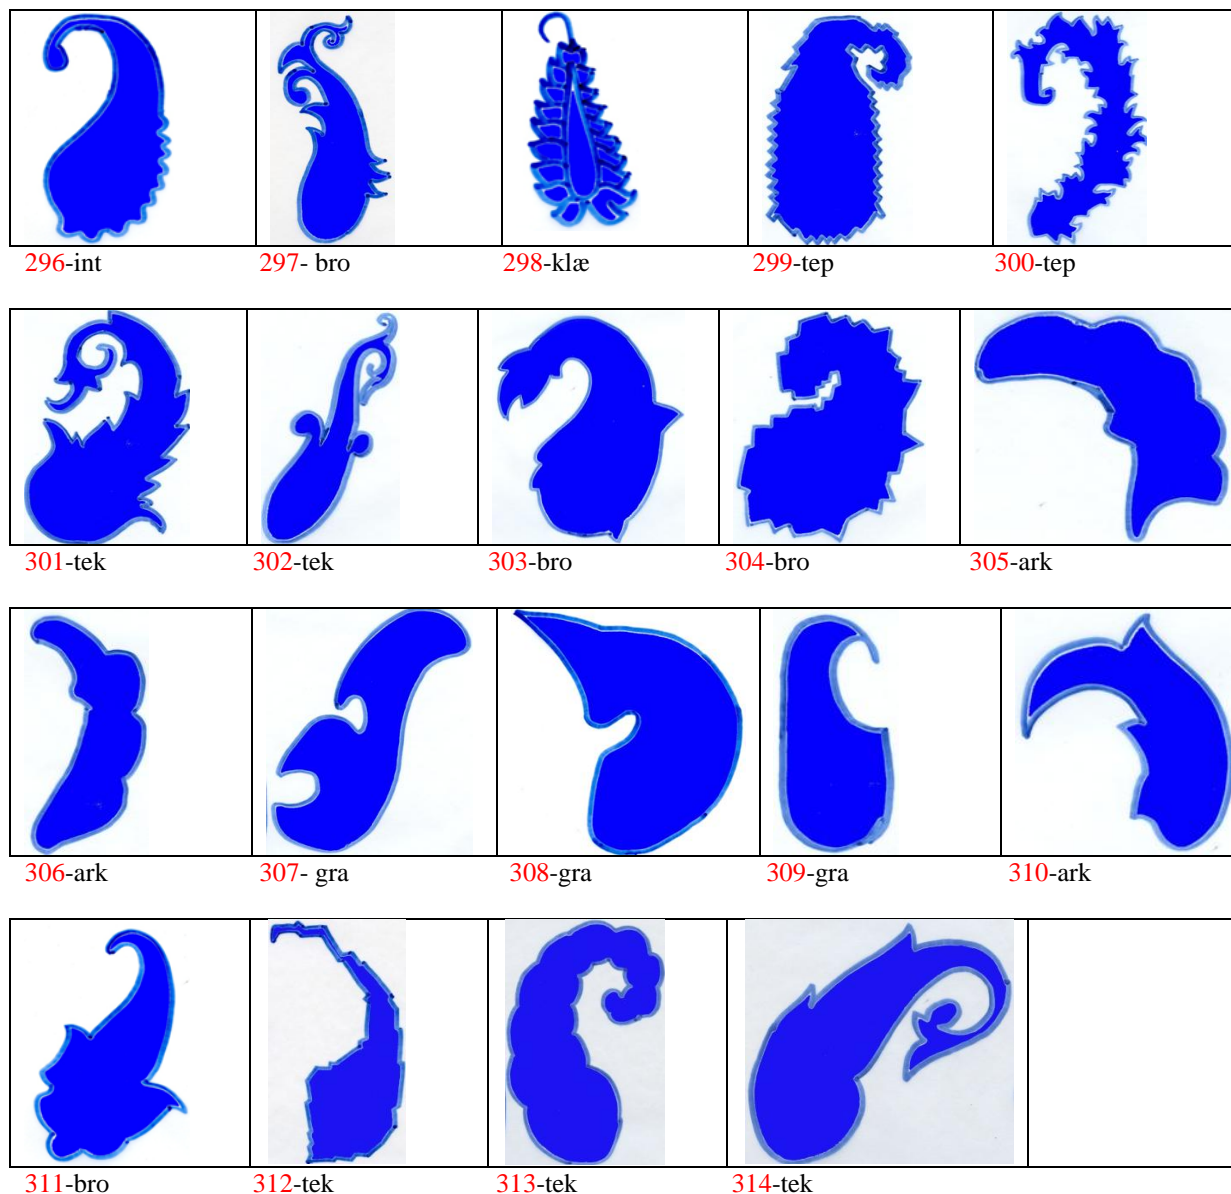 296-int 297- bro 298-klæ 299-tep 300-tep
301-tek 302-tek 303-bro 304-bro 305-ark
306-ark 307- gra 308-gra 309-gra 310-ark
311-bro 312-tek 313-tek 314-tek